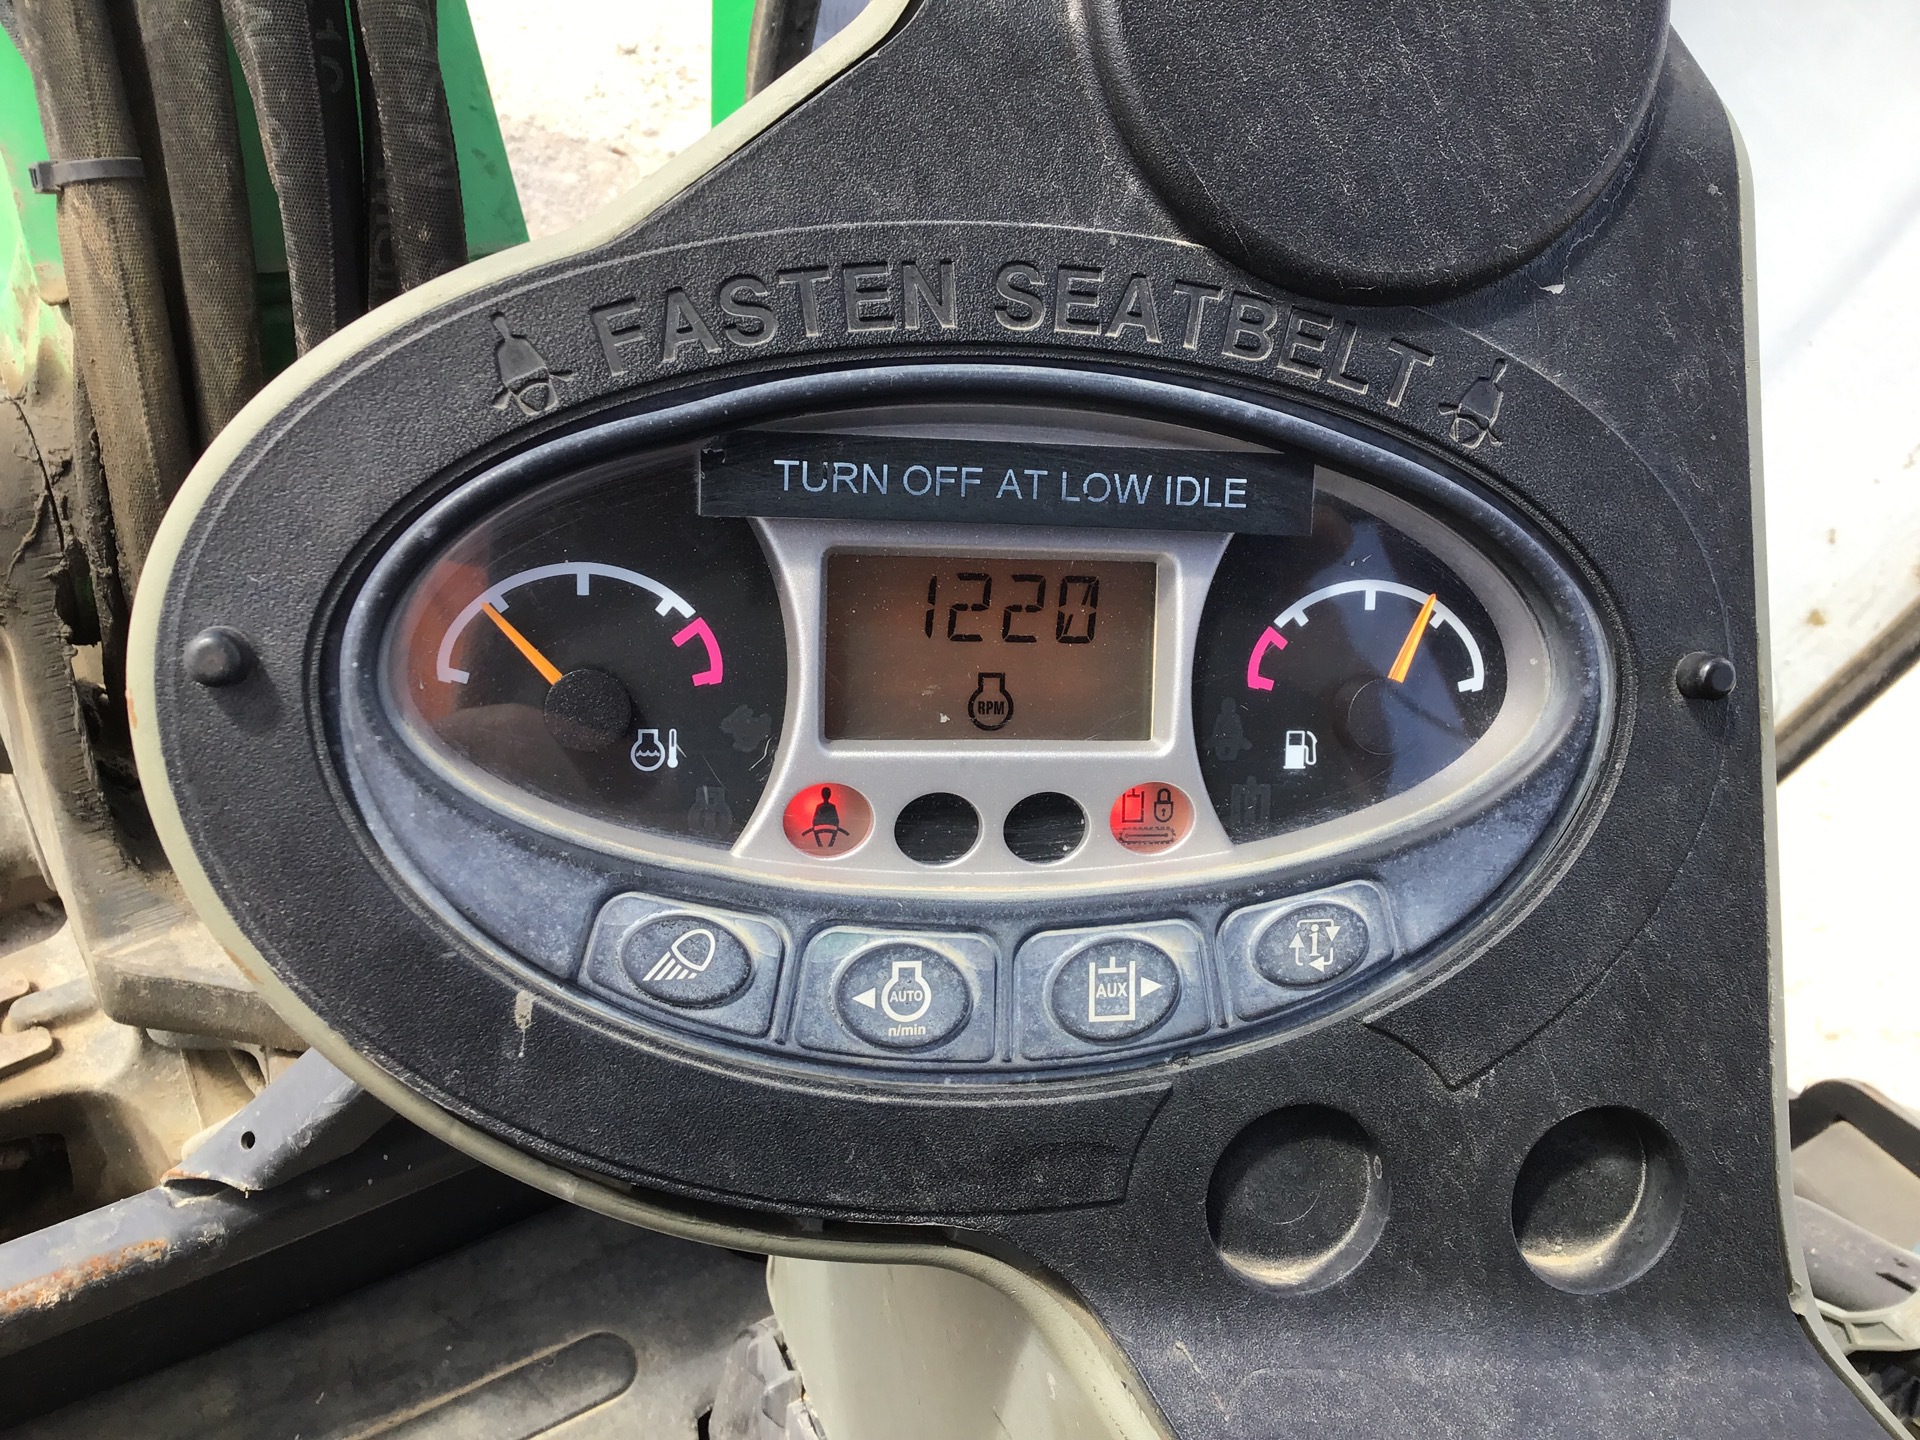 FASTEN SEATBELT
TURN OFF AT LOW IDLE
1220
RPM
AUTO
n/min
AUX
i